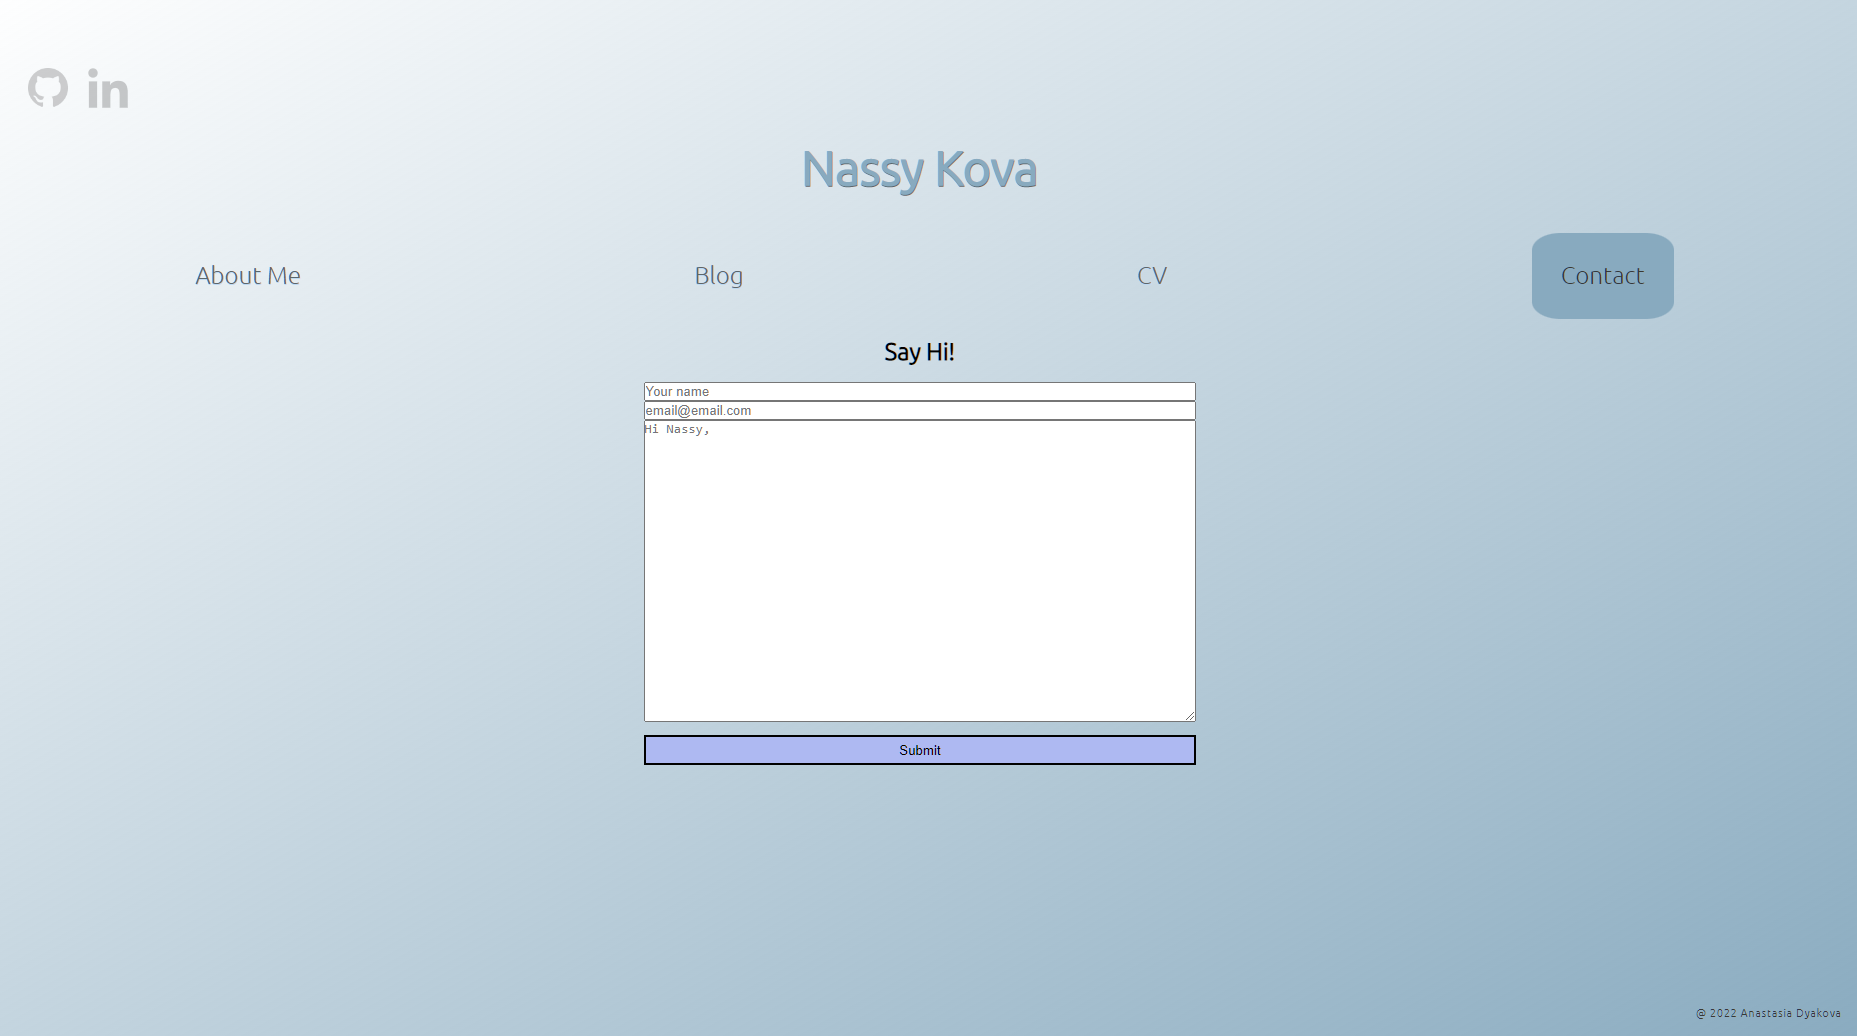 in
Nassy Kova
About Me
Blog
CV
Contact
Say Hi!
Your name
email@email.com
Hi Nassy,
Submit
@ 2022 Anastasia Dyakova